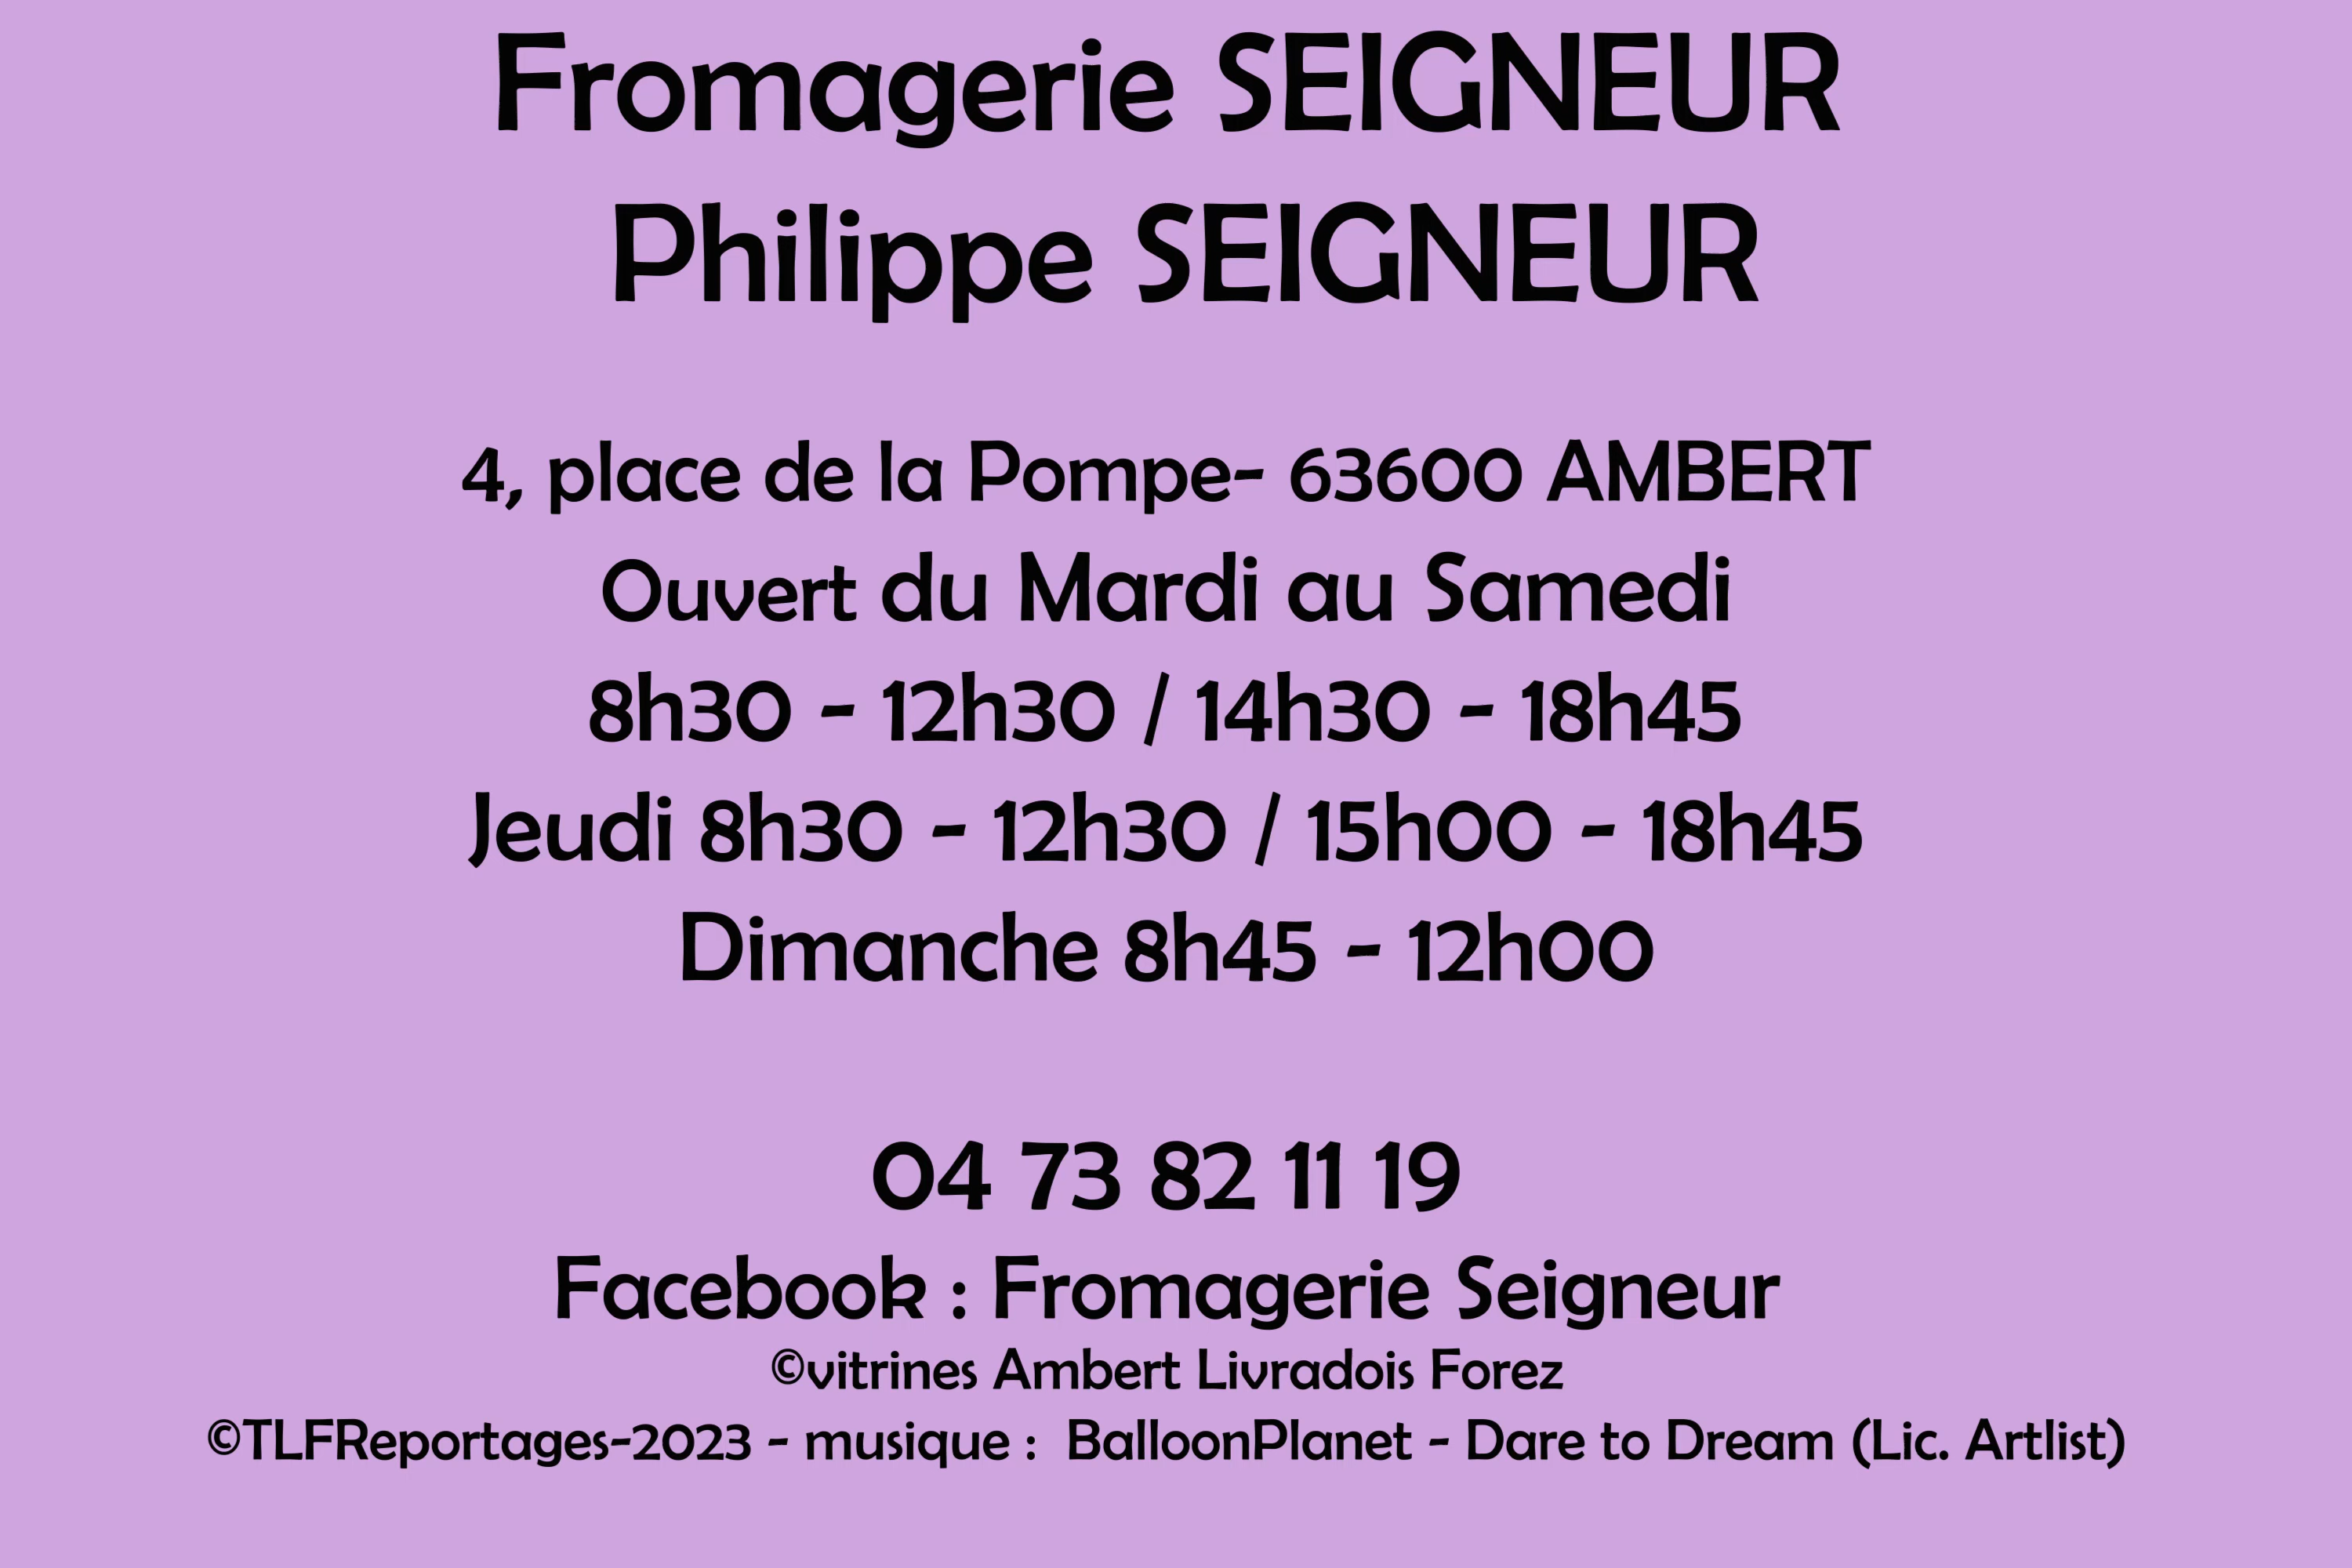 Fromagerie SEIGNEUR
Philippe SEIGNEUR
4, place de la Pompe- 63600 AMBERT
Ouvert du Mardi au Samedi
8h30 - 12h30 / 14h30 - 18h45
Jeudi 8h30 - 12h30 / 15h00 - 18h45
Dimanche 8h45 - 12h00
04 73 82 11 19
Facebook : Fromagerie Seigneur
©vitrines Ambert Livradois Forez
©TLFReportages-2023 - musique :  BalloonPlanet - Dare to Dream (Lic. Artlist)